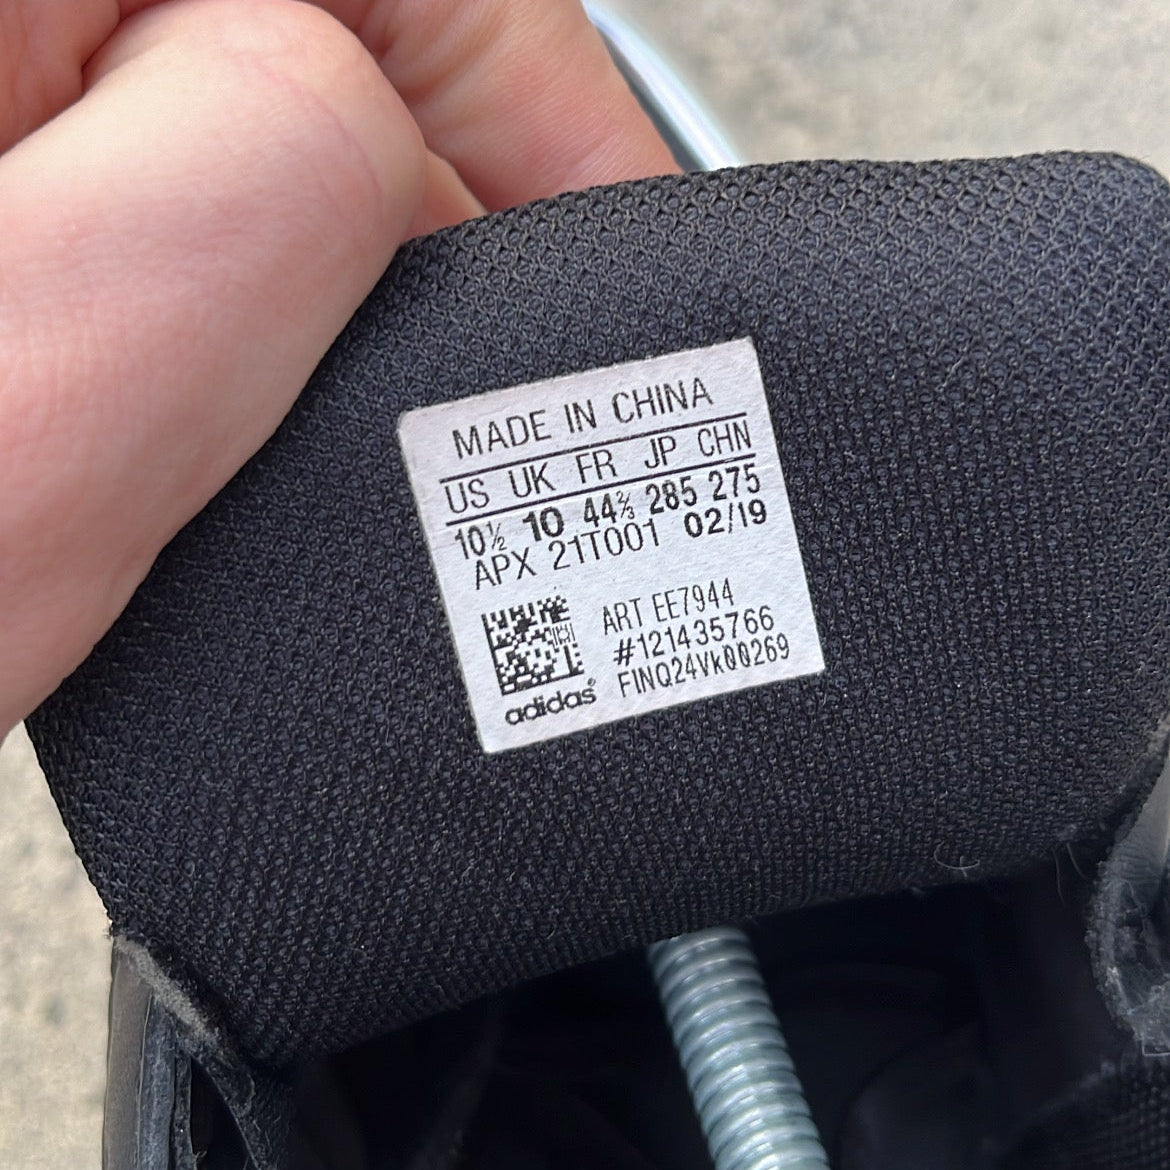 MADE IN CHINA
US UK FR JP CHN
10½ 10 44⅔ 285 275
APX 21T001 02/19
ART EE7944
#121435766
FINQ24Vk00269
adidas®